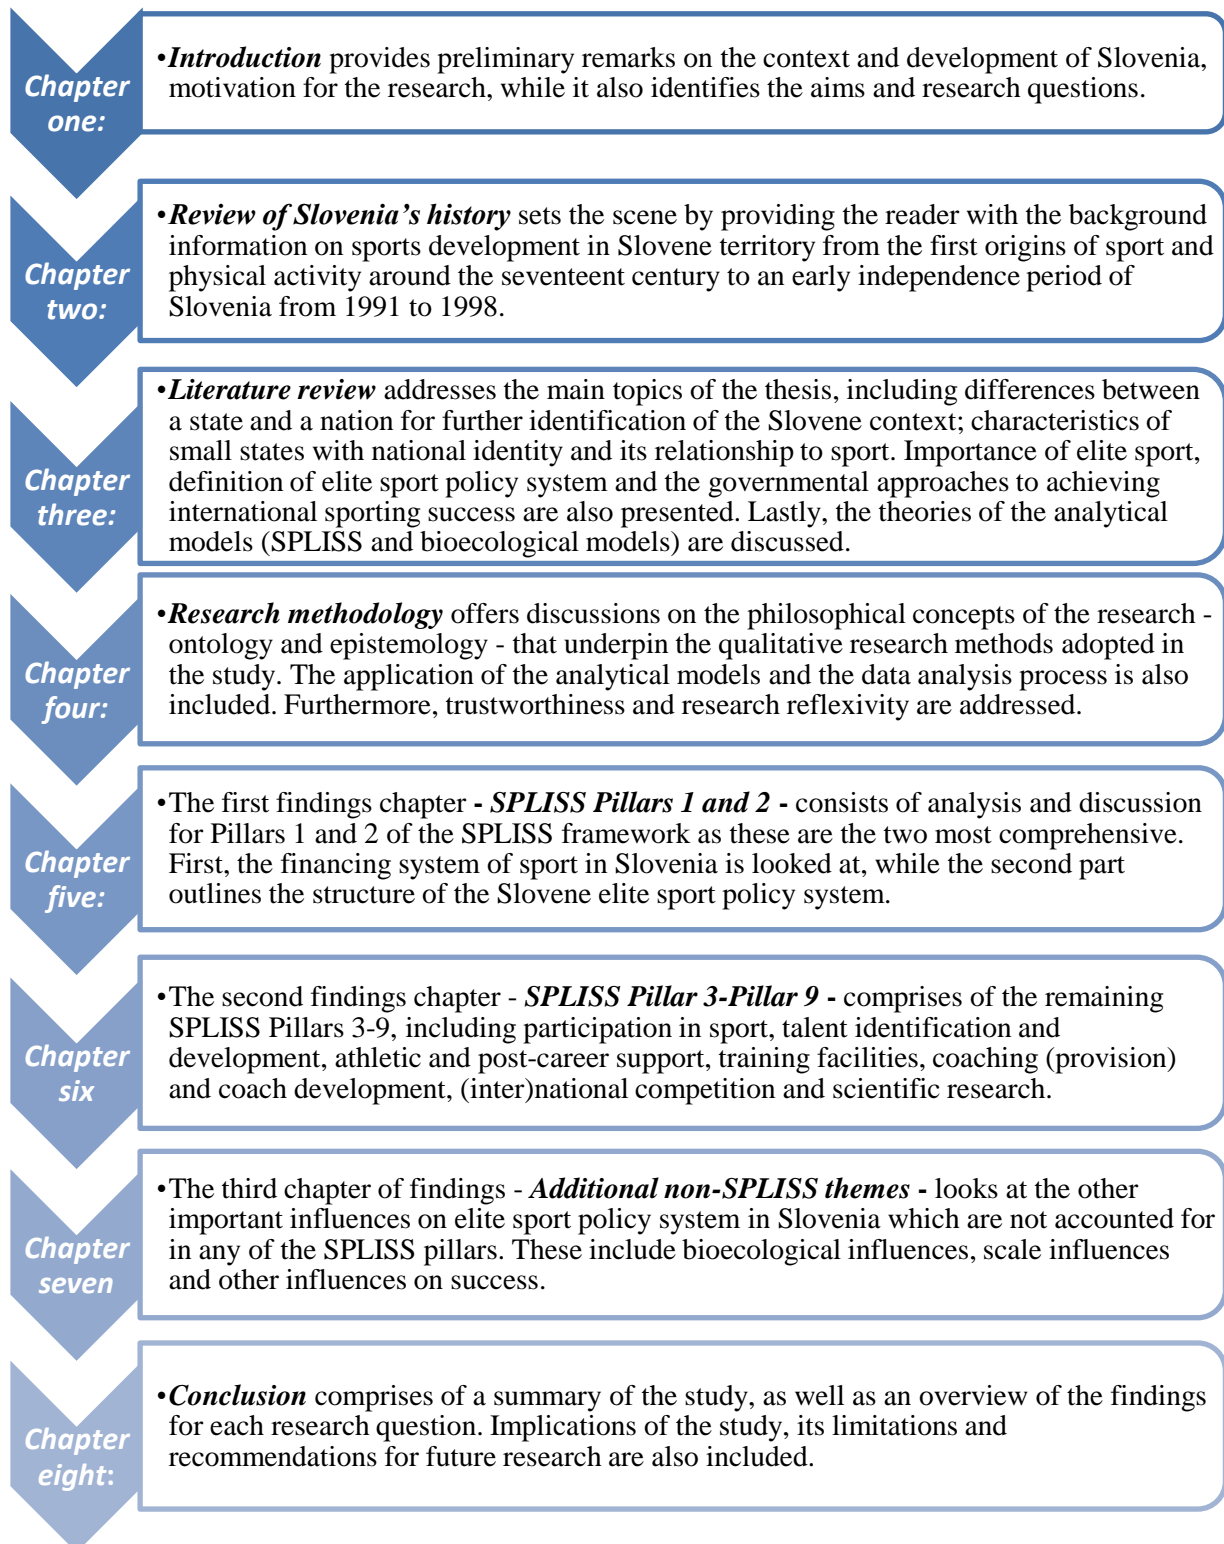 Chapter
one:
•Introduction provides preliminary remarks on the context and development of Slovenia,
motivation for the research, while it also identifies the aims and research questions.
Chapter
two:
•Review of Slovenia’s history sets the scene by providing the reader with the background
information on sports development in Slovene territory from the first origins of sport and
physical activity around the seventeent century to an early independence period of
Slovenia from 1991 to 1998.
Chapter
three:
•Literature review addresses the main topics of the thesis, including differences between
a state and a nation for further identification of the Slovene context; characteristics of
small states with national identity and its relationship to sport. Importance of elite sport,
definition of elite sport policy system and the governmental approaches to achieving
international sporting success are also presented. Lastly, the theories of the analytical
models (SPLISS and bioecological models) are discussed.
Chapter
four:
•Research methodology offers discussions on the philosophical concepts of the research -
ontology and epistemology - that underpin the qualitative research methods adopted in
the study. The application of the analytical models and the data analysis process is also
included. Furthermore, trustworthiness and research reflexivity are addressed.
Chapter
five:
•The first findings chapter - SPLISS Pillars 1 and 2 - consists of analysis and discussion
for Pillars 1 and 2 of the SPLISS framework as these are the two most comprehensive.
First, the financing system of sport in Slovenia is looked at, while the second part
outlines the structure of the Slovene elite sport policy system.
Chapter
six
•The second findings chapter - SPLISS Pillar 3-Pillar 9 - comprises of the remaining
SPLISS Pillars 3-9, including participation in sport, talent identification and
development, athletic and post-career support, training facilities, coaching (provision)
and coach development, (inter)national competition and scientific research.
Chapter
seven
•The third chapter of findings - Additional non-SPLISS themes - looks at the other
important influences on elite sport policy system in Slovenia which are not accounted for
in any of the SPLISS pillars. These include bioecological influences, scale influences
and other influences on success.
Chapter
eight:
•Conclusion comprises of a summary of the study, as well as an overview of the findings
for each research question. Implications of the study, its limitations and
recommendations for future research are also included.